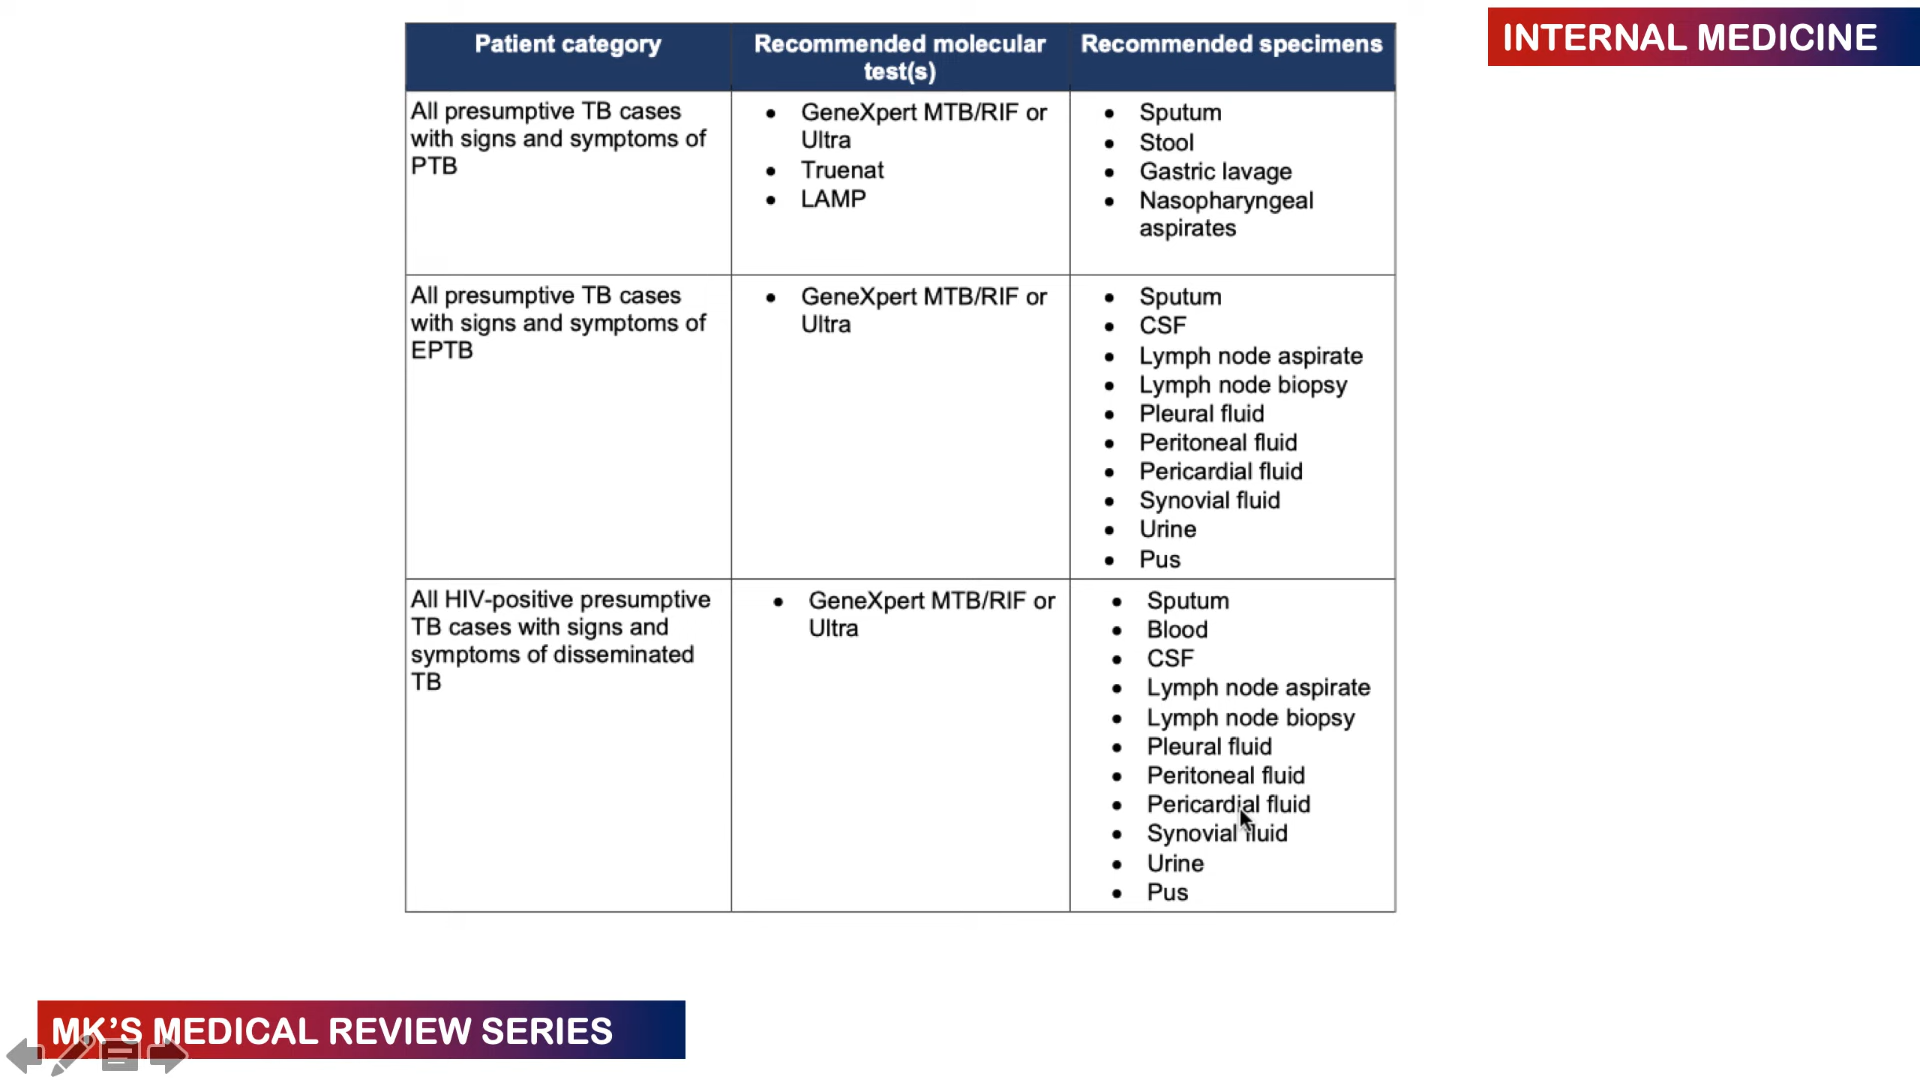 INTERNAL MEDICINE
Patient category
Recommended molecular
test(s)
Recommended specimens
All presumptive TB cases
with signs and symptoms of
PTB
• GeneXpert MTB/RIF or
Ultra
• Truenat
• LAMP
• Sputum
• Stool
• Gastric lavage
• Nasopharyngeal
aspirates
All presumptive TB cases
with signs and symptoms of
EPTB
• GeneXpert MTB/RIF or
Ultra
• Sputum
• CSF
• Lymph node aspirate
• Lymph node biopsy
• Pleural fluid
• Peritoneal fluid
• Pericardial fluid
• Synovial fluid
• Urine
• Pus
All HIV-positive presumptive
TB cases with signs and
symptoms of disseminated
TB
• GeneXpert MTB/RIF or
Ultra
• Sputum
• Blood
• CSF
• Lymph node aspirate
• Lymph node biopsy
• Pleural fluid
• Peritoneal fluid
• Pericardial fluid
• Synovial fluid
• Urine
• Pus
MK'S MEDICAL REVIEW SERIES